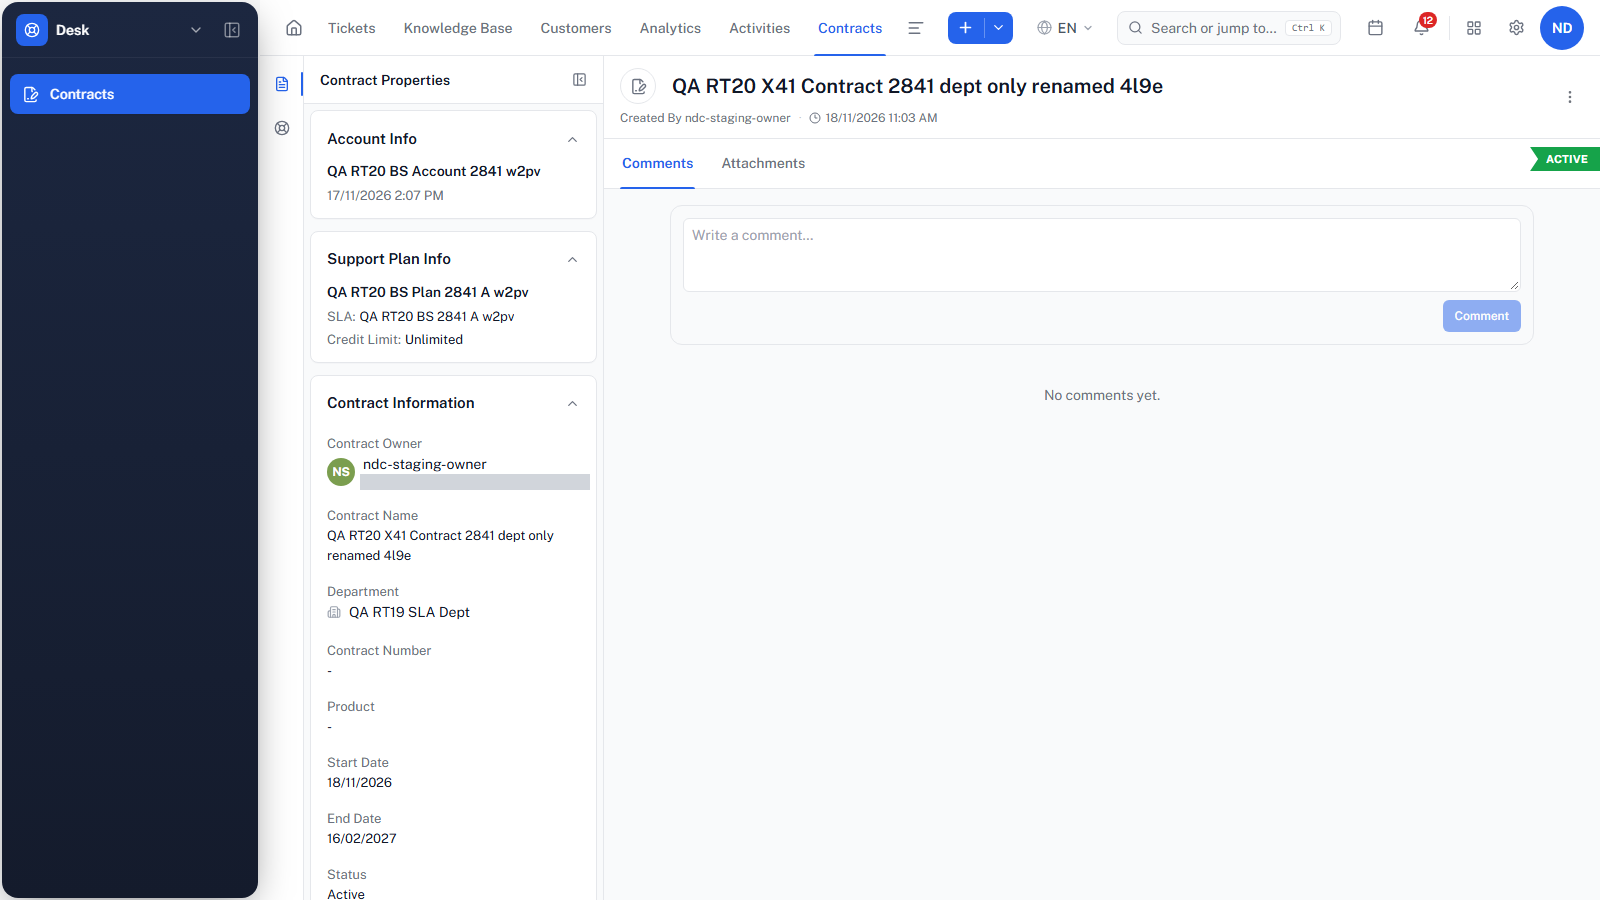 Desk
Contracts
Tickets
Knowledge Base
Customers
Analytics
Activities
Contracts
EN
Search or jump to...
Ctrl K
12
ND
Contract Properties
Account Info
QA RT20 BS Account 2841 w2pv
17/11/2026 2:07 PM
Support Plan Info
QA RT20 BS Plan 2841 A w2pv
SLA: QA RT20 BS 2841 A w2pv
Credit Limit: Unlimited
Contract Information
Contract Owner
NS
ndc-staging-owner
Contract Name
QA RT20 X41 Contract 2841 dept only
renamed 4l9e
Department
QA RT19 SLA Dept
Contract Number
-
Product
-
Start Date
18/11/2026
End Date
16/02/2027
Status
Active
QA RT20 X41 Contract 2841 dept only renamed 4l9e
Created By ndc-staging-owner · 18/11/2026 11:03 AM
Comments
Attachments
ACTIVE
Write a comment...
Comment
No comments yet.